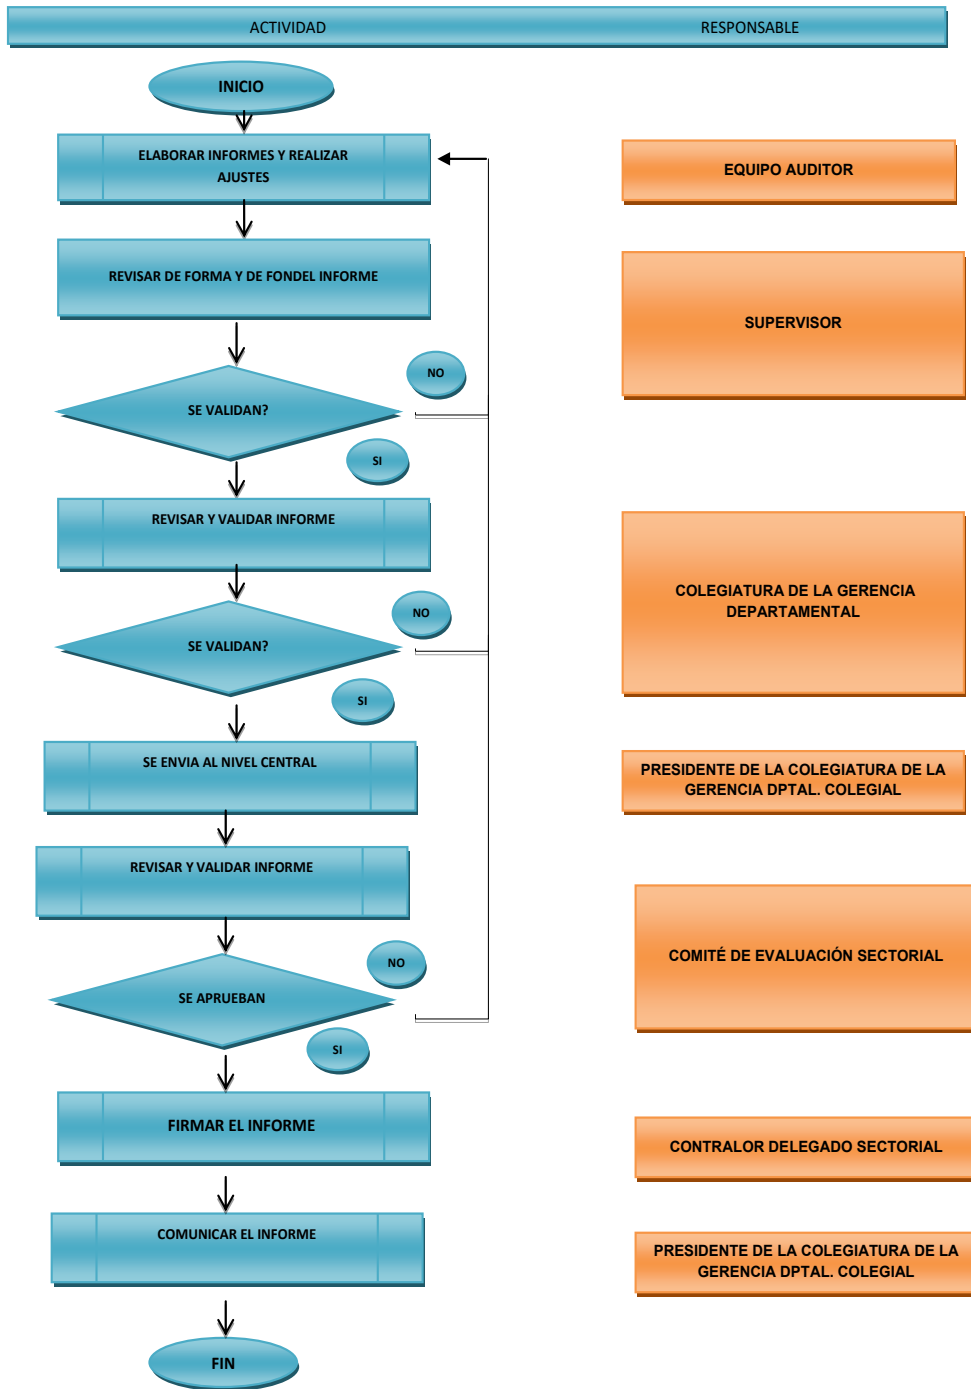 ACTIVIDAD RESPONSABLE
INICIO
ELABORAR INFORMES Y REALIZAR
AJUSTES
EQUIPO AUDITOR
REVISAR DE FORMA Y DE FONDEL INFORME
SUPERVISOR
NO
SE VALIDAN?
SI
REVISAR Y VALIDAR INFORME
COLEGIATURA DE LA GERENCIA
DEPARTAMENTAL
NO
SE VALIDAN?
SI
SE ENVIA AL NIVEL CENTRAL
PRESIDENTE DE LA COLEGIATURA DE LA
GERENCIA DPTAL. COLEGIAL
REVISAR Y VALIDAR INFORME
COMITÉ DE EVALUACIÓN SECTORIAL
NO
SE APRUEBAN
SI
FIRMAR EL INFORME
CONTRALOR DELEGADO SECTORIAL
COMUNICAR EL INFORME
PRESIDENTE DE LA COLEGIATURA DE LA
GERENCIA DPTAL. COLEGIAL
FIN